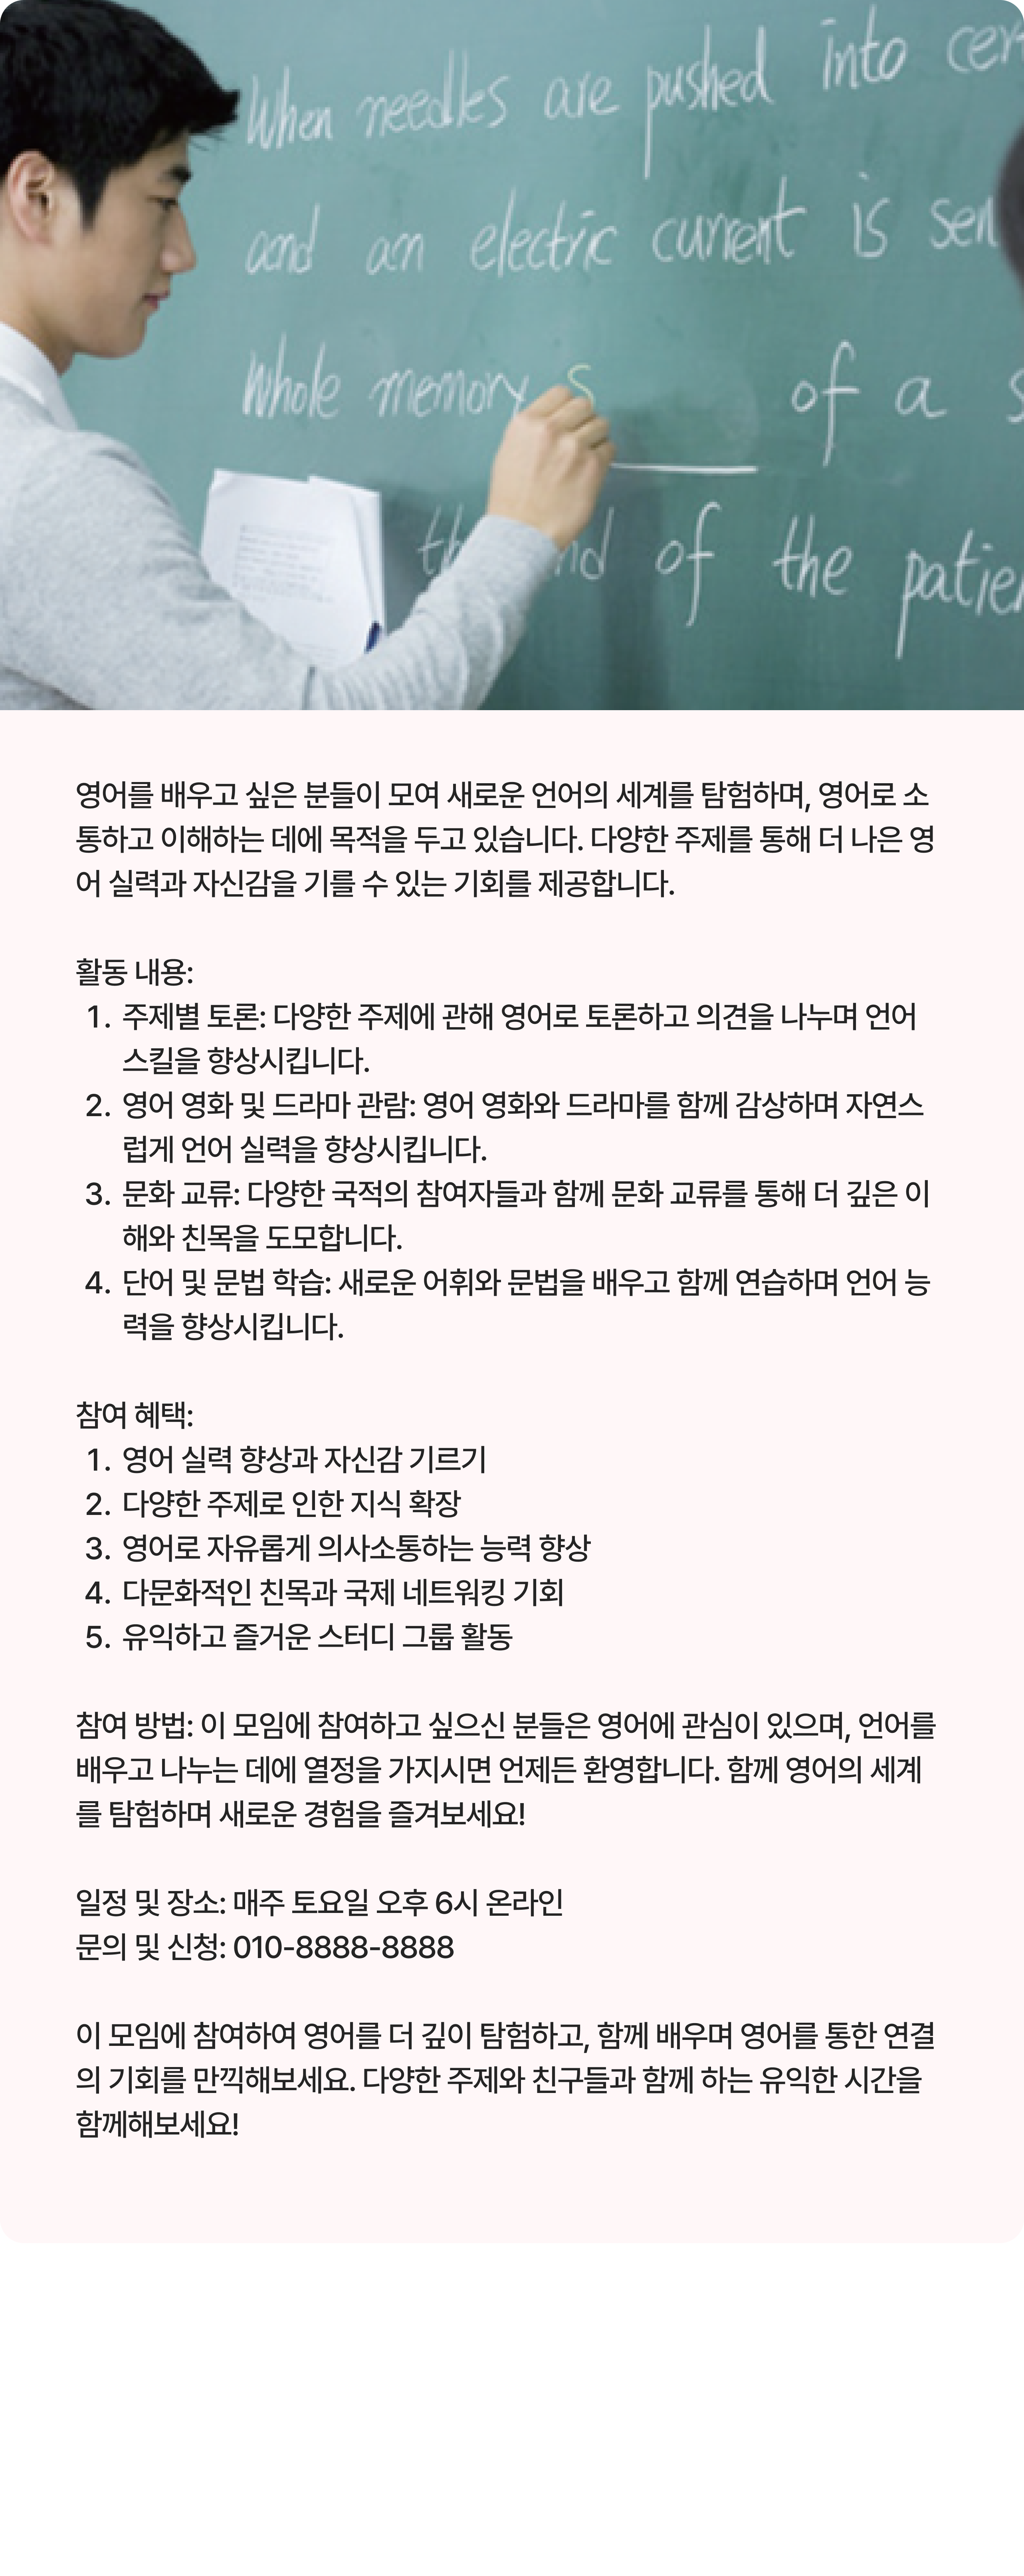 When needles are pushed into
and an electric current is
Whole memory s of a
of the
영어를 배우고 싶은 분들이 모여 새로운 언어의 세계를 탐험하며, 영어로 소
통하고 이해하는 데에 목적을 두고 있습니다. 다양한 주제를 통해 더 나은 영
어 실력과 자신감을 기를 수 있는 기회를 제공합니다.
활동 내용:
1. 주제별 토론: 다양한 주제에 관해 영어로 토론하고 의견을 나누며 언어
스킬을 향상시킵니다.
2. 영어 영화 및 드라마 관람: 영어 영화와 드라마를 함께 감상하며 자연스
럽게 언어 실력을 향상시킵니다.
3. 문화 교류: 다양한 국적의 참여자들과 함께 문화 교류를 통해 더 깊은 이
해와 친목을 도모합니다.
4. 단어 및 문법 학습: 새로운 어휘와 문법을 배우고 함께 연습하며 언어 능
력을 향상시킵니다.
참여 혜택:
1. 영어 실력 향상과 자신감 기르기
2. 다양한 주제로 인한 지식 확장
3. 영어로 자유롭게 의사소통하는 능력 향상
4. 다문화적인 친목과 국제 네트워킹 기회
5. 유익하고 즐거운 스터디 그룹 활동
참여 방법: 이 모임에 참여하고 싶으신 분들은 영어에 관심이 있으며, 언어를
배우고 나누는 데에 열정을 가지시면 언제든 환영합니다. 함께 영어의 세계
를 탐험하며 새로운 경험을 즐겨보세요!
일정 및 장소: 매주 토요일 오후 6시 온라인
문의 및 신청: 010-8888-8888
이 모임에 참여하여 영어를 더 깊이 탐험하고, 함께 배우며 영어를 통한 연결
의 기회를 만끽해보세요. 다양한 주제와 친구들과 함께 하는 유익한 시간을
함께해보세요!